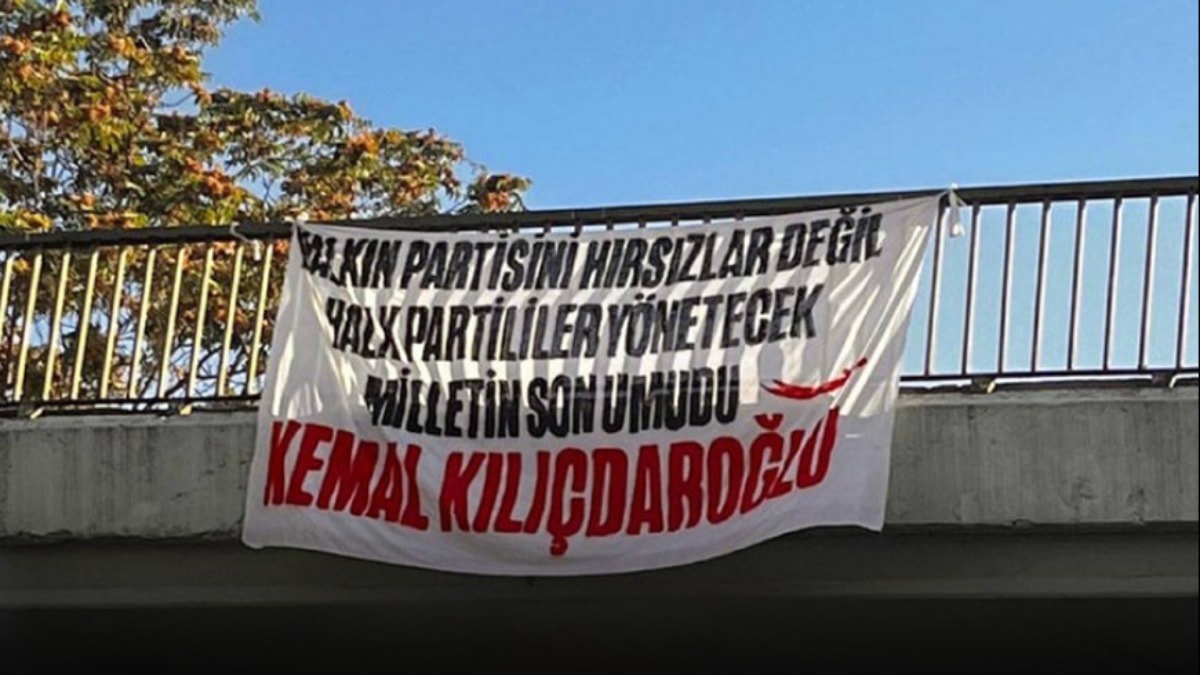 HALKIN PARTİSİNİ HIRSIZLAR DEĞİL
HALK PARTİLİLER YÖNETECEK
MİLLETİN SON UMUDU
KEMAL KILIÇDAROĞLU